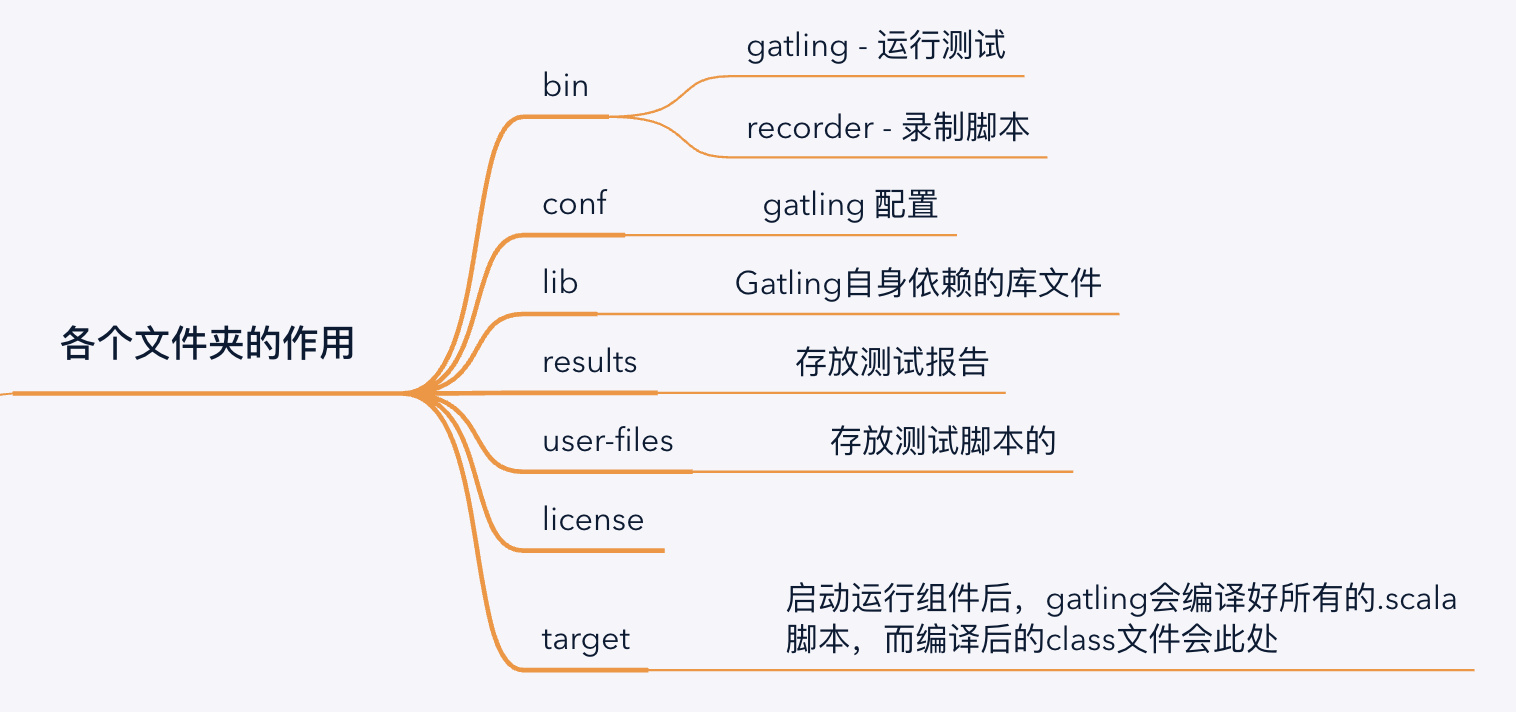 各个文件夹的作用
bin
gatling - 运行测试
recorder - 录制脚本
conf
gatling 配置
lib
Gatling自身依赖的库文件
results
存放测试报告
user-files
存放测试脚本的
license
target
启动运行组件后，gatling会编译好所有的.scala
脚本，而编译后的class文件会此处